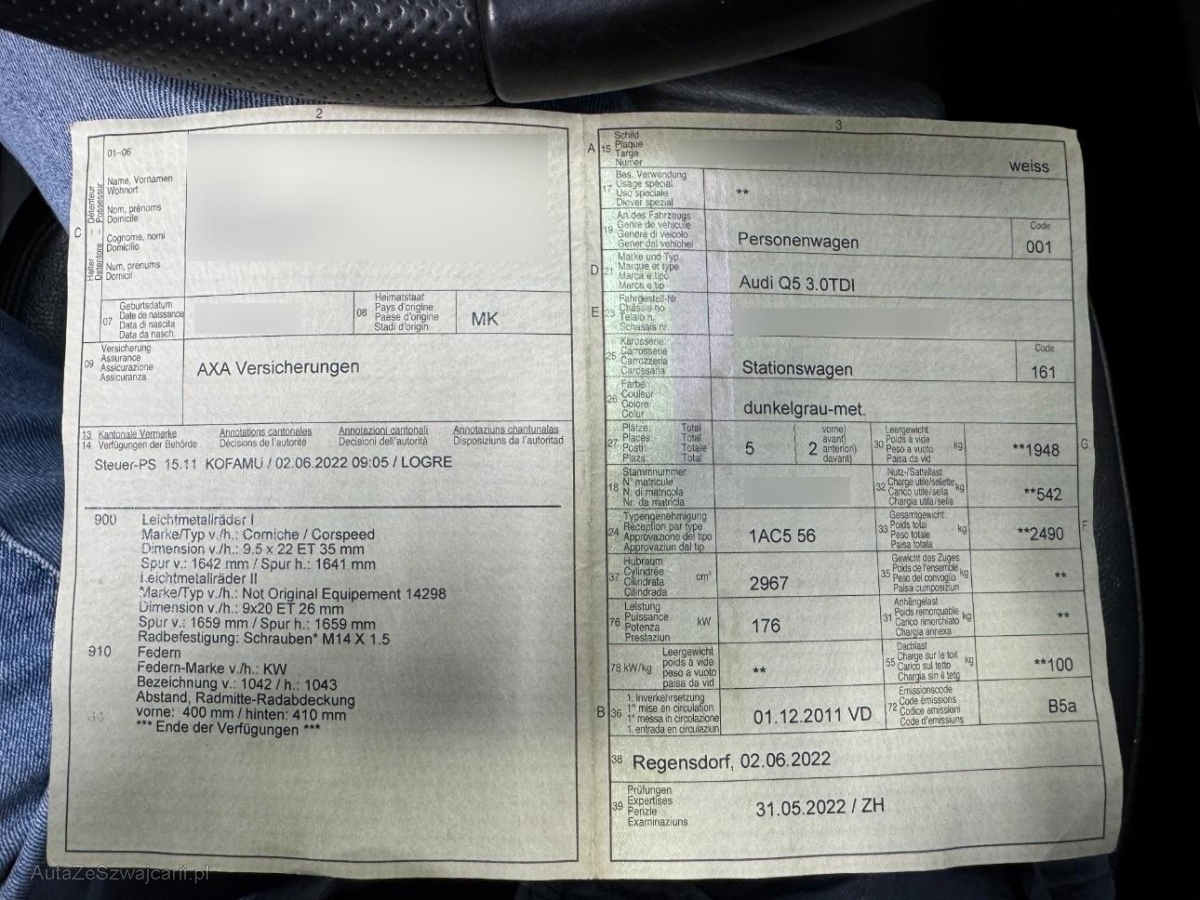 2
01-06
C
Halter - Détenteur
Detentore - Possessur
Name, Vornamen
Wohnort
Nom, prénoms
Domicile
Cognome, nomi
Domicilio
Num, prenums
Domicil
07
Geburtsdatum
Date de naissance
Data di nascita
Data da nasch.
08
Heimatstaat
Pays d'origine
Paese d'origine
Stadi d'origin
MK
09
Versicherung
Assurance
Assicurazione
Assicuranza
AXA Versicherungen
13 Kantonale Vermerke Annotations cantonales Annotazioni cantonali Annotaziuns chantunalas
14 Verfügungen der Behörde Décisions de l'autorité Decisioni dell'autorità Disposiziuns da l'autoritad
Steuer-PS 15.11 KOFAMU / 02.06.2022 09:05 / LOGRE
900 Leichtmetallräder I
Marke/Typ v./h.: Corniche / Corspeed
Dimension v./h.: 9.5 x 22 ET 35 mm
Spur v.: 1642 mm / Spur h.: 1641 mm
Leichtmetallräder II
Marke/Typ v./h.: Not Original Equipement 14298
Dimension v./h.: 9x20 ET 26 mm
Spur v.: 1659 mm / Spur h.: 1659 mm
Radbefestigung: Schrauben* M14 X 1.5
910 Federn
Federn-Marke v./h.: KW
Bezeichnung v.: 1042 / h.: 1043
Abstand, Radmitte-Radabdeckung
vorne: 400 mm / hinten: 410 mm
*** Ende der Verfügungen ***
3
A 15
Schild
Plaque
Targa
Numer
weiss
17
Bes. Verwendung
Usage spécial
Uso speciale
Diever spezial
**
19
Art des Fahrzeugs
Genre de véhicule
Genere di veicolo
Gener dal vehichel
Personenwagen
Code
001
D 21
Marke und Typ
Marque et type
Marca e tipo
Marca e tip
Audi Q5 3.0TDI
E 23
Fahrgestell-Nr
Châssis no
Telaio n.
Schassis nr.
25
Karosserie
Carrosserie
Carrozzeria
Carossaria
Stationswagen
Code
161
26
Farbe
Couleur
Colore
Colur
dunkelgrau-met.
27
Plätze Total
Places Total
Posti Totale
Plazs: Total
5
2
vorne)
avant)
anteriori)
davant)
30
Leergewicht
Poids à vide
Peso a vuoto
Paisa da vid
kg
**1948
G
18
Stammnummer
N° matricule
N. di matricola
Nr. da matricla
32
Nutz-/Sattellast
Charge utile/sellette
Carico utile/sella
Chargia utila/sella
kg
**542
24
Typengenehmigung
Réception par type
Approvazione del tipo
Approvaziun dal tip
1AC5 56
33
Gesamtgewicht
Poids total
Peso totale
Paisa totala
kg
**2490
F
37
Hubraum
Cylindrée
Cilindrata
Cilindrada
cm³
2967
35
Gewicht des Zuges
Poids de l'ensemble
Peso del convoglio
Paisa cumposiziun
kg
**
76
Leistung
Puissance
Potenza
Prestaziun
kW
176
31
Anhängelast
Poids remorquable
Carico rimorchiato
Chargia annexa
kg
**
78 kW/kg
Leergewicht
poids à vide
peso a vuoto
paisa da vid
**
55
Dachlast
Charge sur le toit
Carico sul tetto
Chargia sin il tetg
kg
**100
B 36
1. Inverkehrsetzung
1re mise en circulation
1a messa in circolazione
1. entrada en circulaziun
01.12.2011 VD
72
Emissionscode
Code émissions
Codice emissioni
Code d'emissiuns
B5a
38
Regensdorf, 02.06.2022
39
Prüfungen
Expertises
Perizie
Examinaziuns
31.05.2022 / ZH
AutaZeSzwajcarii.pl